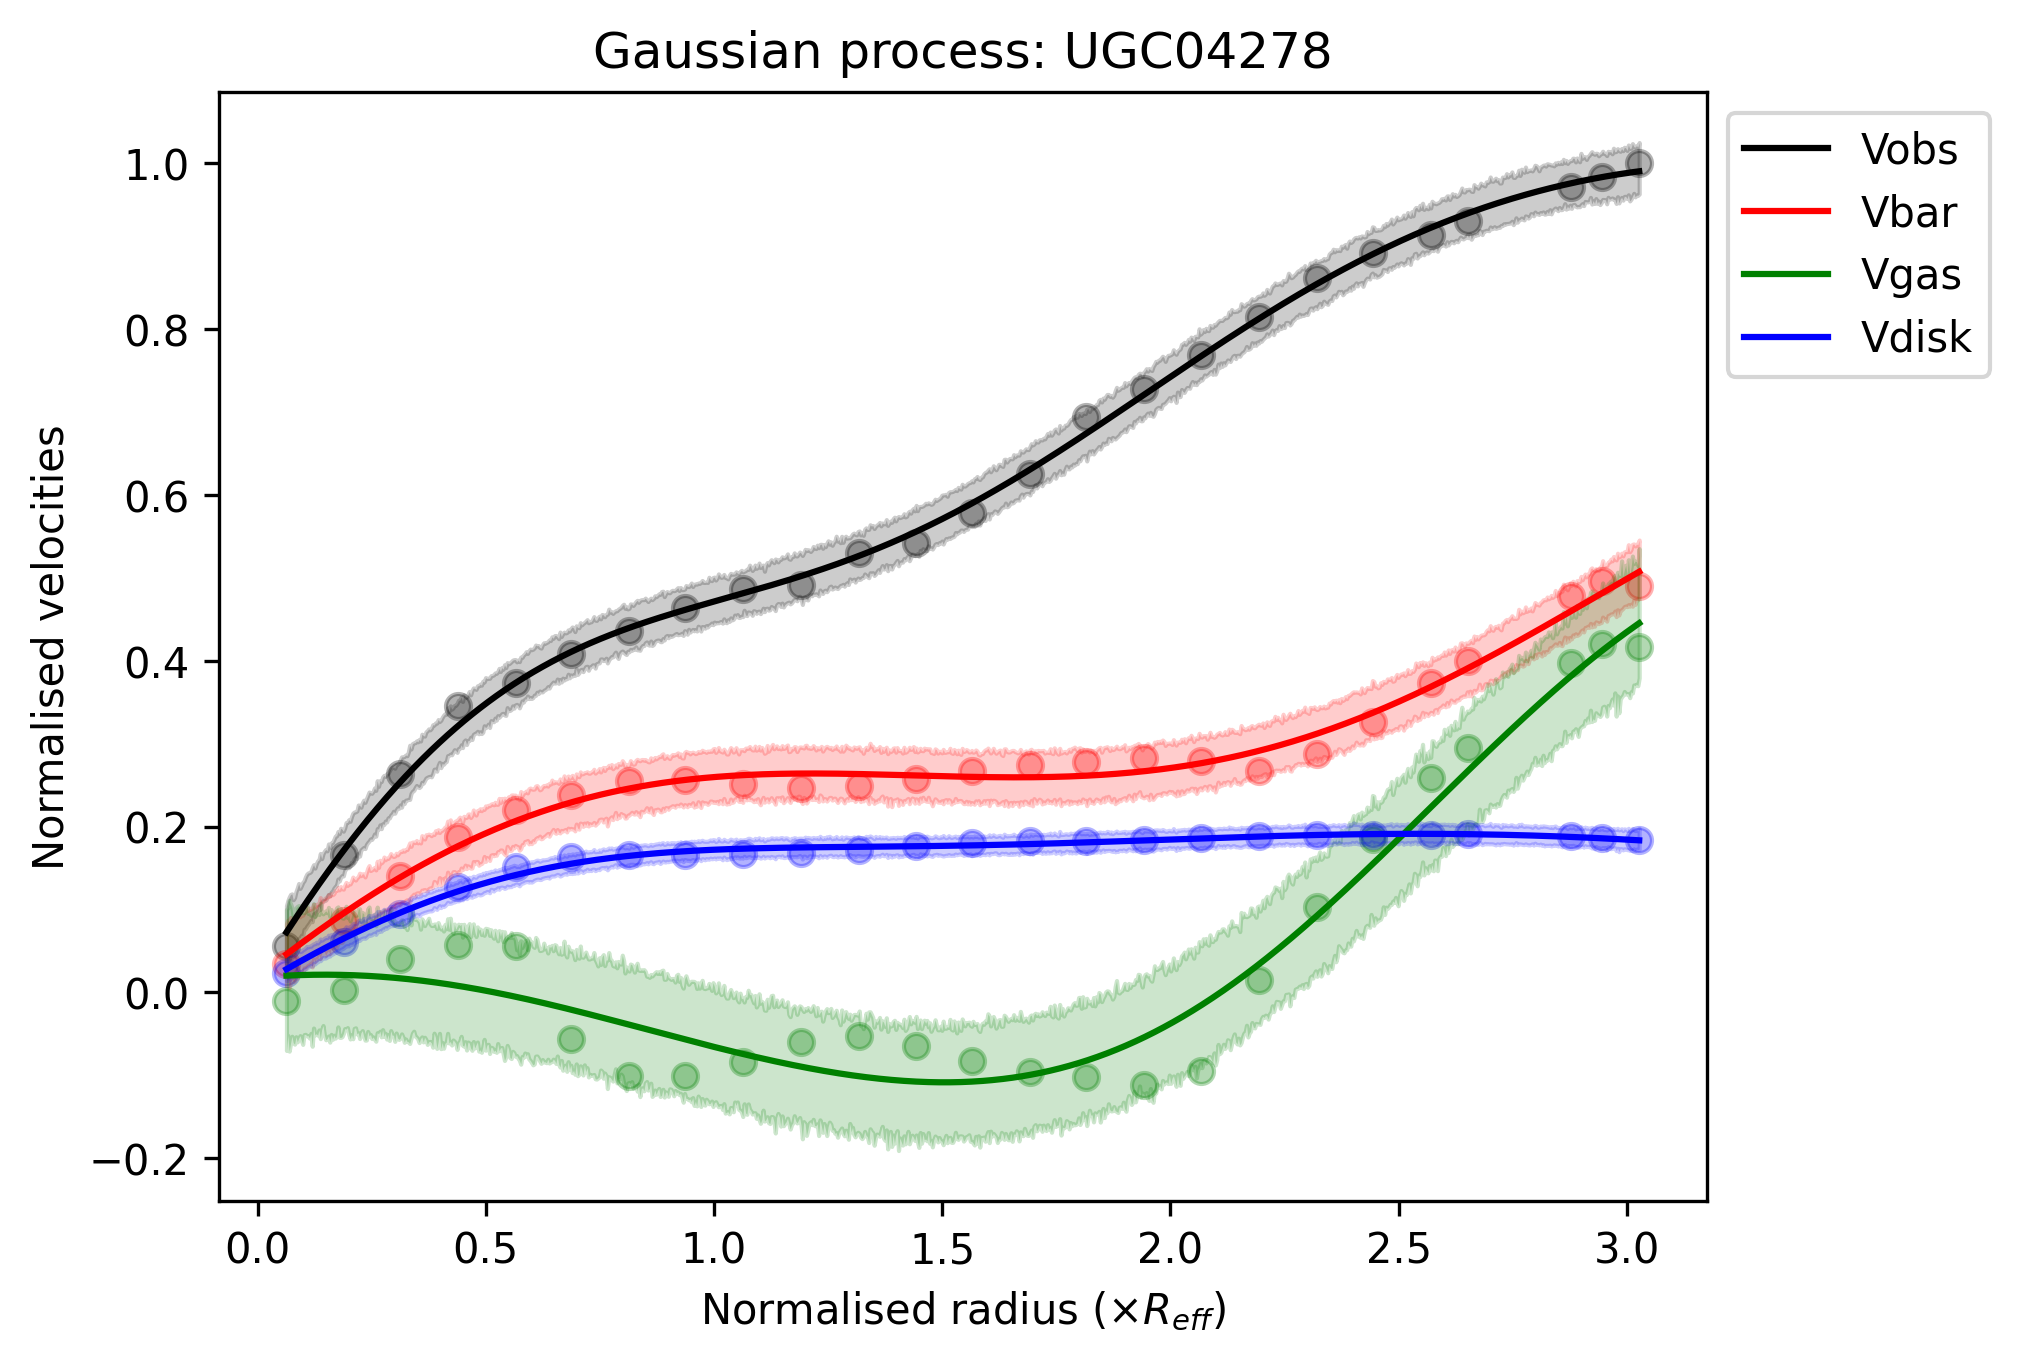 Gaussian process: UGC04278
Vobs
Vbar
Vgas
Vdisk
Normalised velocities
1.0
0.8
0.6
0.4
0.2
0.0
−0.2
0.0 0.5 1.0 1.5 2.0 2.5 3.0
Normalised radius (×R_eff)